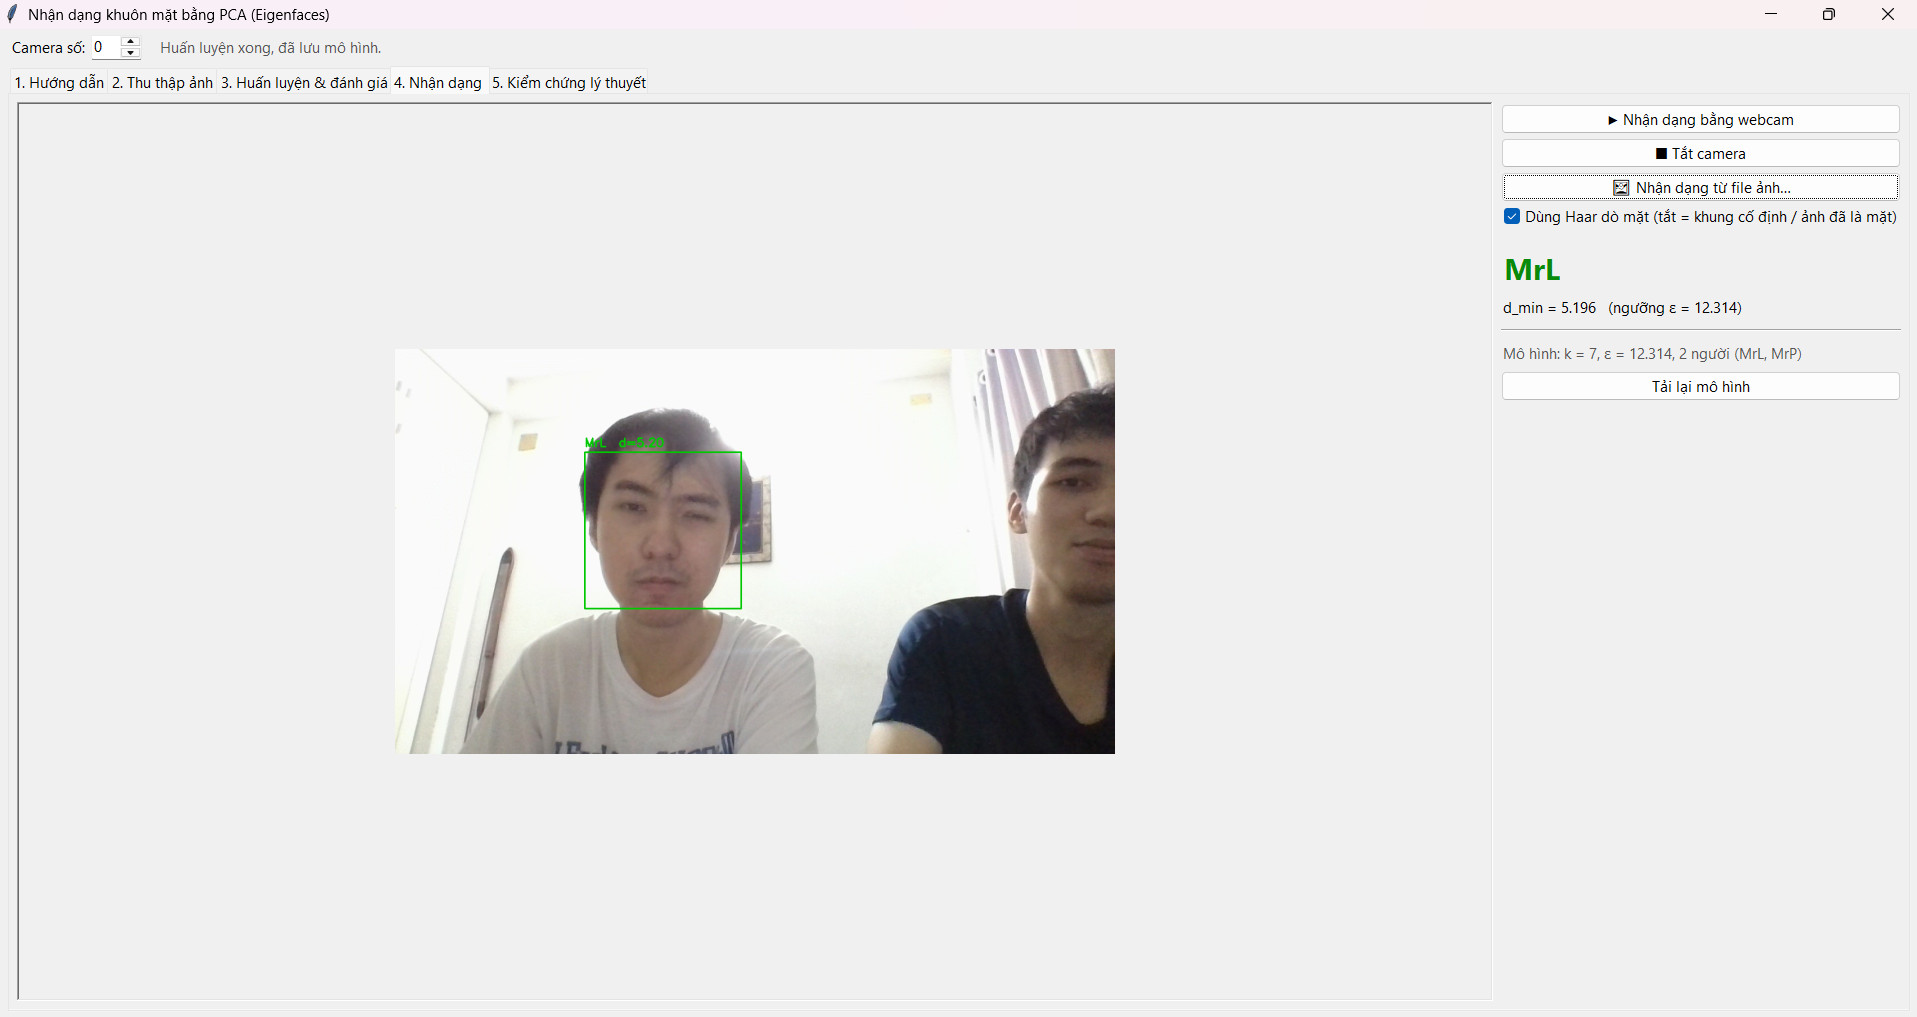 Nhận dạng khuôn mặt bằng PCA (Eigenfaces)
Camera số: 0 Huấn luyện xong, đã lưu mô hình.
1. Hướng dẫn 2. Thu thập ảnh 3. Huấn luyện & đánh giá 4. Nhận dạng 5. Kiểm chứng lý thuyết
► Nhận dạng bằng webcam
■ Tắt camera
Nhận dạng từ file ảnh...
Dùng Haar dò mặt (tắt = khung cố định / ảnh đã là mặt)
MrL
d_min = 5.196 (ngưỡng ε = 12.314)
Mô hình: k = 7, ε = 12.314, 2 người (MrL, MrP)
Tải lại mô hình
MrL d=5.20